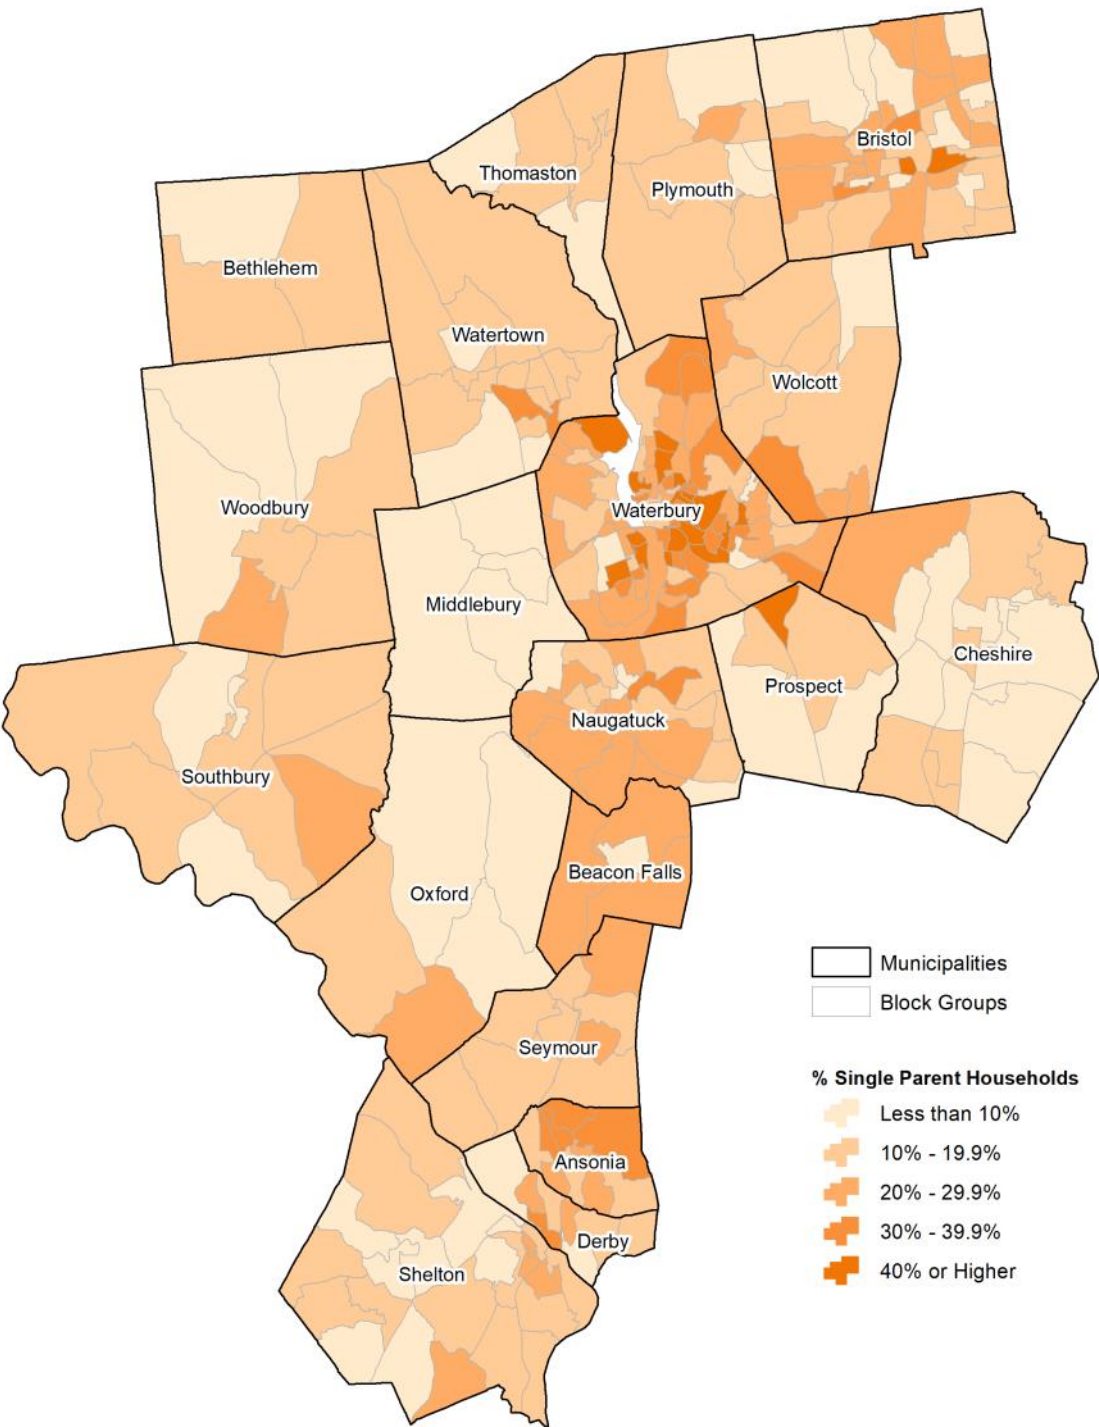 Bristol
Thomaston
Plymouth
Bethlehem
Watertown
Wolcott
Woodbury
Waterbury
Middlebury
Cheshire
Prospect
Naugatuck
Southbury
Beacon Falls
Oxford
Municipalities
Block Groups
Seymour
% Single Parent Households
Less than 10%
10% - 19.9%
Ansonia
20% - 29.9%
30% - 39.9%
Derby
40% or Higher
Shelton